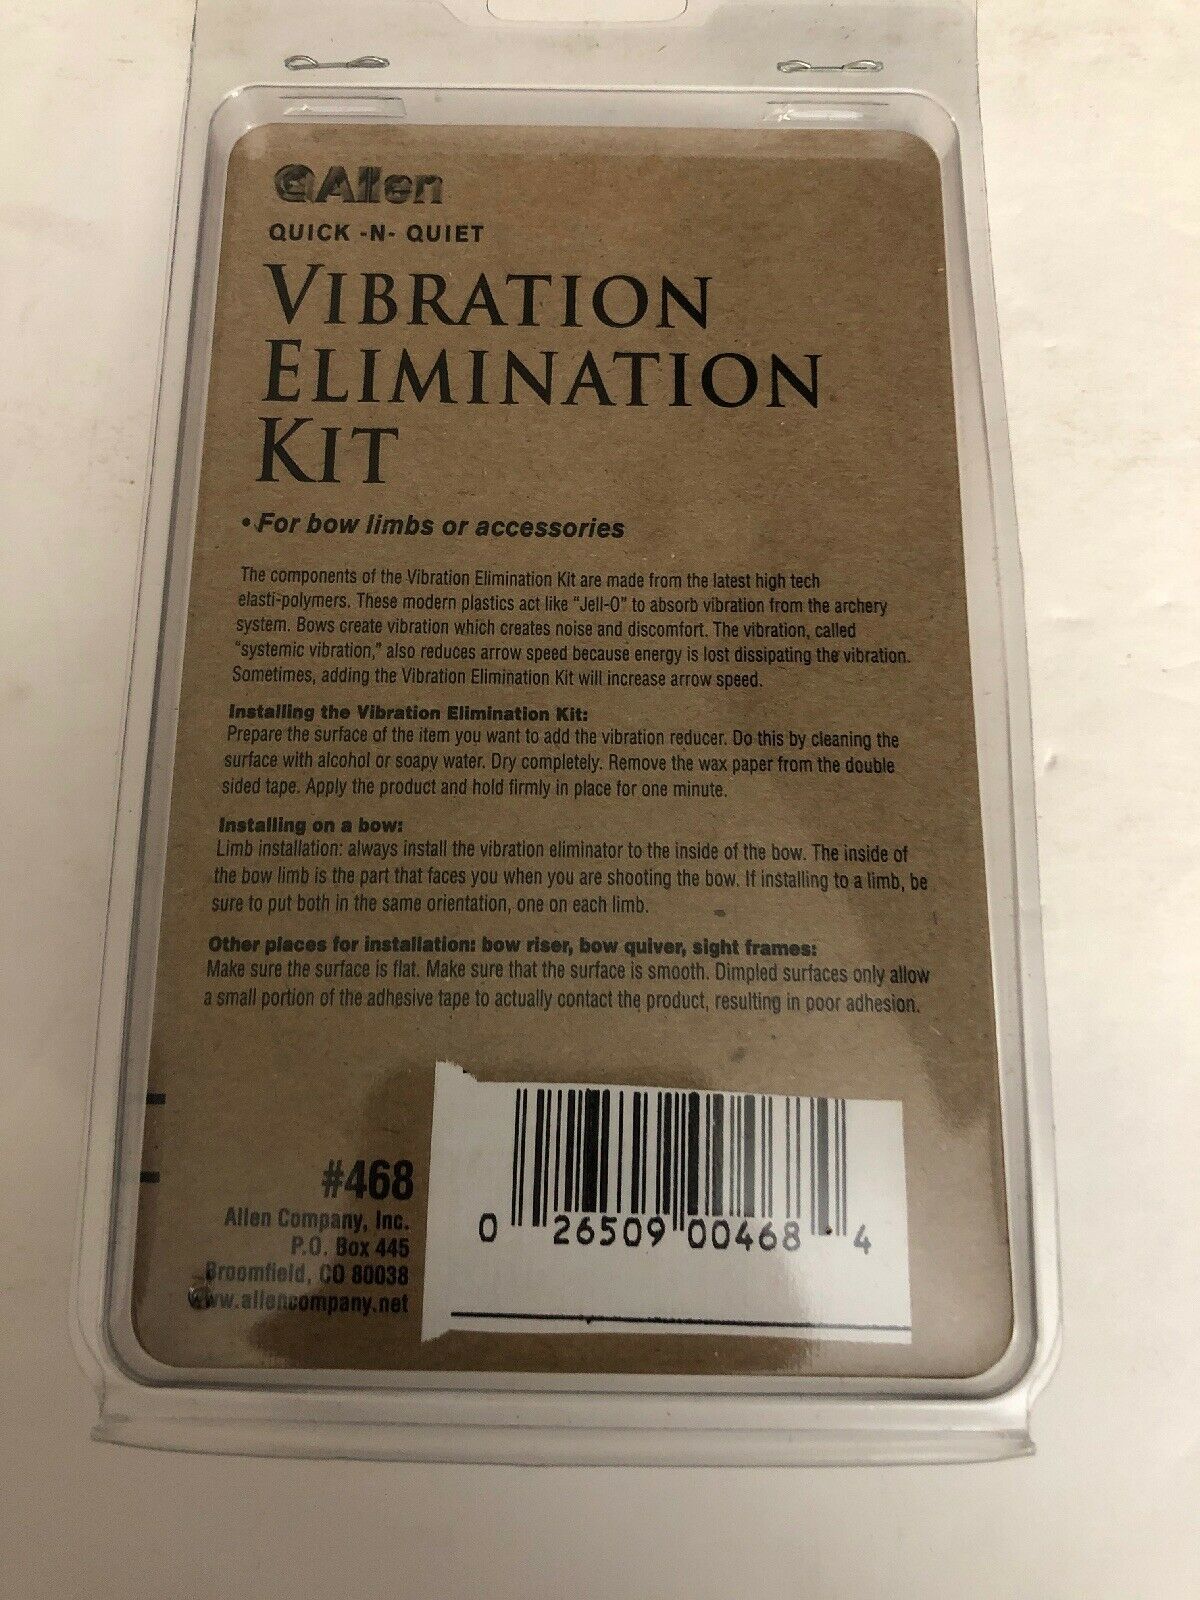 Allen
QUICK -N- QUIET
VIBRATION
ELIMINATION
KIT
• For bow limbs or accessories
The components of the Vibration Elimination Kit are made from the latest high tech
elasti-polymers. These modern plastics act like "Jell-O" to absorb vibration from the archery
system. Bows create vibration which creates noise and discomfort. The vibration, called
"systemic vibration," also reduces arrow speed because energy is lost dissipating the vibration.
Sometimes, adding the Vibration Elimination Kit will increase arrow speed.
Installing the Vibration Elimination Kit:
Prepare the surface of the item you want to add the vibration reducer. Do this by cleaning the
surface with alcohol or soapy water. Dry completely. Remove the wax paper from the double
sided tape. Apply the product and hold firmly in place for one minute.
Installing on a bow:
Limb installation: always install the vibration eliminator to the inside of the bow. The inside of
the bow limb is the part that faces you when you are shooting the bow. If installing to a limb, be
sure to put both in the same orientation, one on each limb.
Other places for installation: bow riser, bow quiver, sight frames:
Make sure the surface is flat. Make sure that the surface is smooth. Dimpled surfaces only allow
a small portion of the adhesive tape to actually contact the product, resulting in poor adhesion.
#468
Allen Company, Inc.
P.O. Box 445
Broomfield, CO 80038
www.allencompany.net
0 26509 00468 4